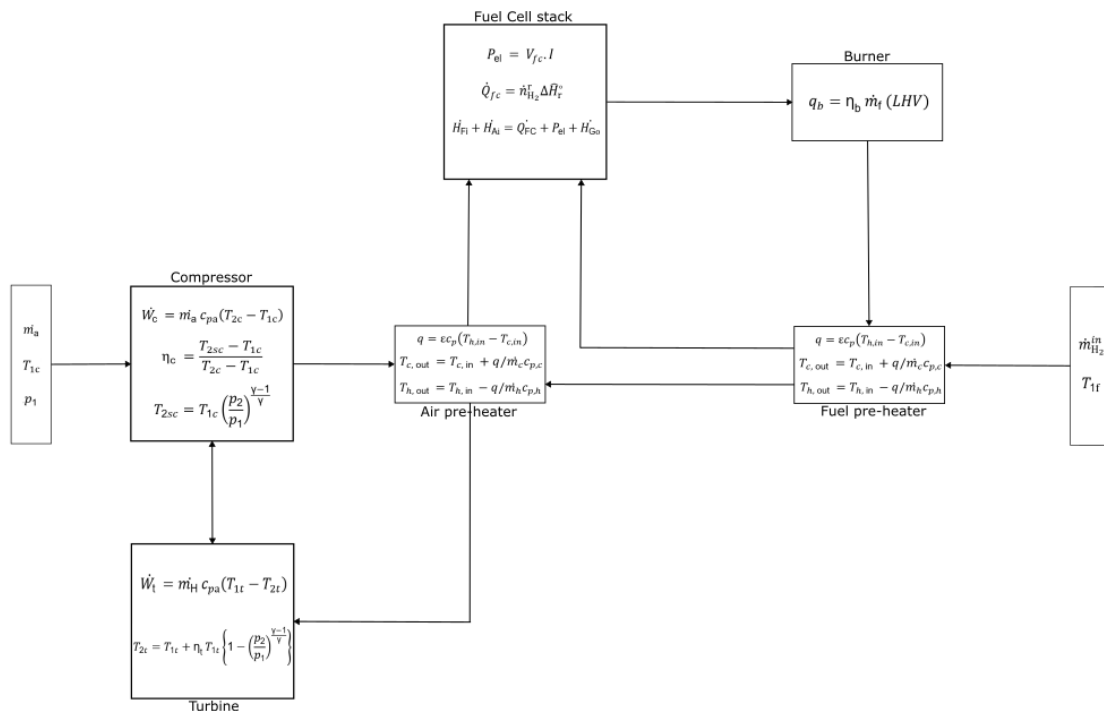 Fuel Cell stack
P_el = V_fc.I
Q̇_fc = ṅ^r_H₂ ΔH̄°_r
Ḣ_Fi + Ḣ_Ai = Q̇_FC + P_el + Ḣ_Go
Burner
q_b = η_b ṁ_f (LHV)
Compressor
Ẇ_c = ṁ_a c_pa(T_2c − T_1c)
η_c = (T_2sc − T_1c)/(T_2c − T_1c)
T_2sc = T_1c (p_2/p_1)^((γ−1)/γ)
ṁ_a
T_1c
p_1
q = εc_p(T_h,in − T_c,in)
T_c,out = T_c,in + q/ṁ_c c_p,c
T_h,out = T_h,in − q/ṁ_h c_p,h
Air pre-heater
q = εc_p(T_h,in − T_c,in)
T_c,out = T_c,in + q/ṁ_c c_p,c
T_h,out = T_h,in − q/ṁ_h c_p,h
Fuel pre-heater
ṁ^in_H₂
T_1f
Ẇ_t = ṁ_H c_pa(T_1t − T_2t)
T_2t = T_1t + η_t T_1t {1 − (p_2/p_1)^((γ−1)/γ)}
Turbine